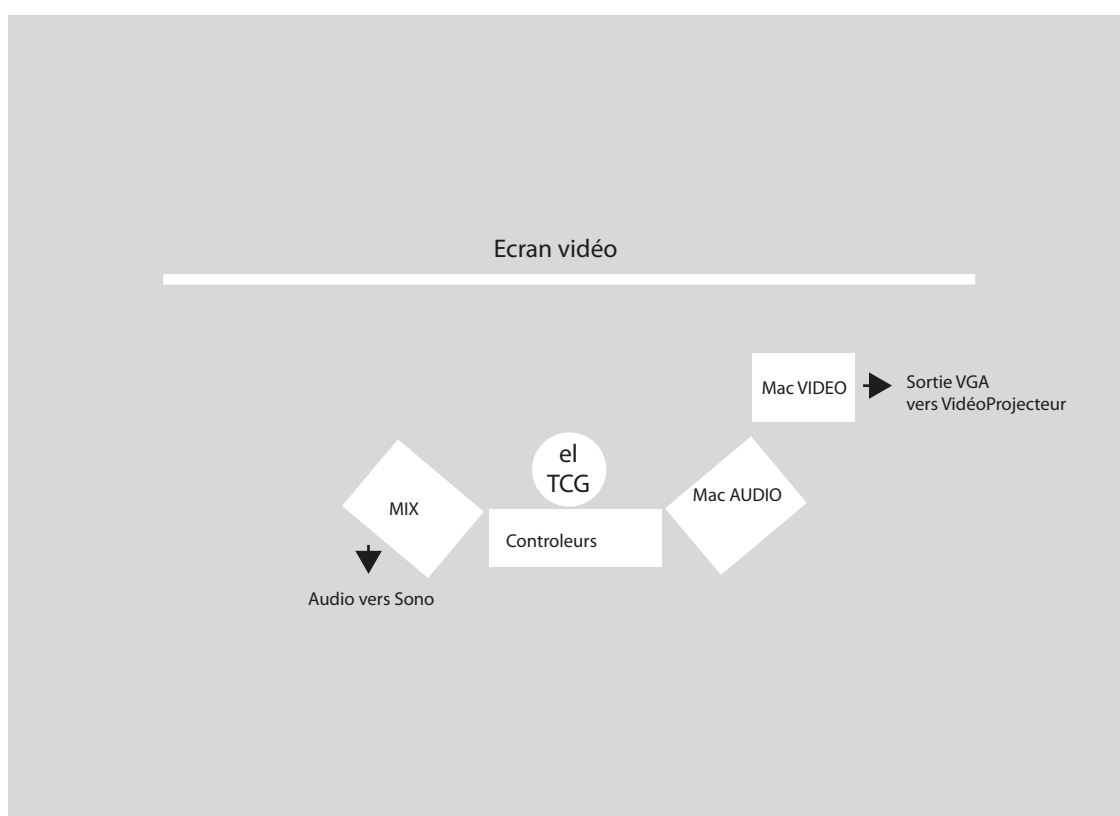 Ecran vidéo
Mac VIDEO
Sortie VGA
vers VidéoProjecteur
el
TCG
MIX
Mac AUDIO
Controleurs
Audio vers Sono